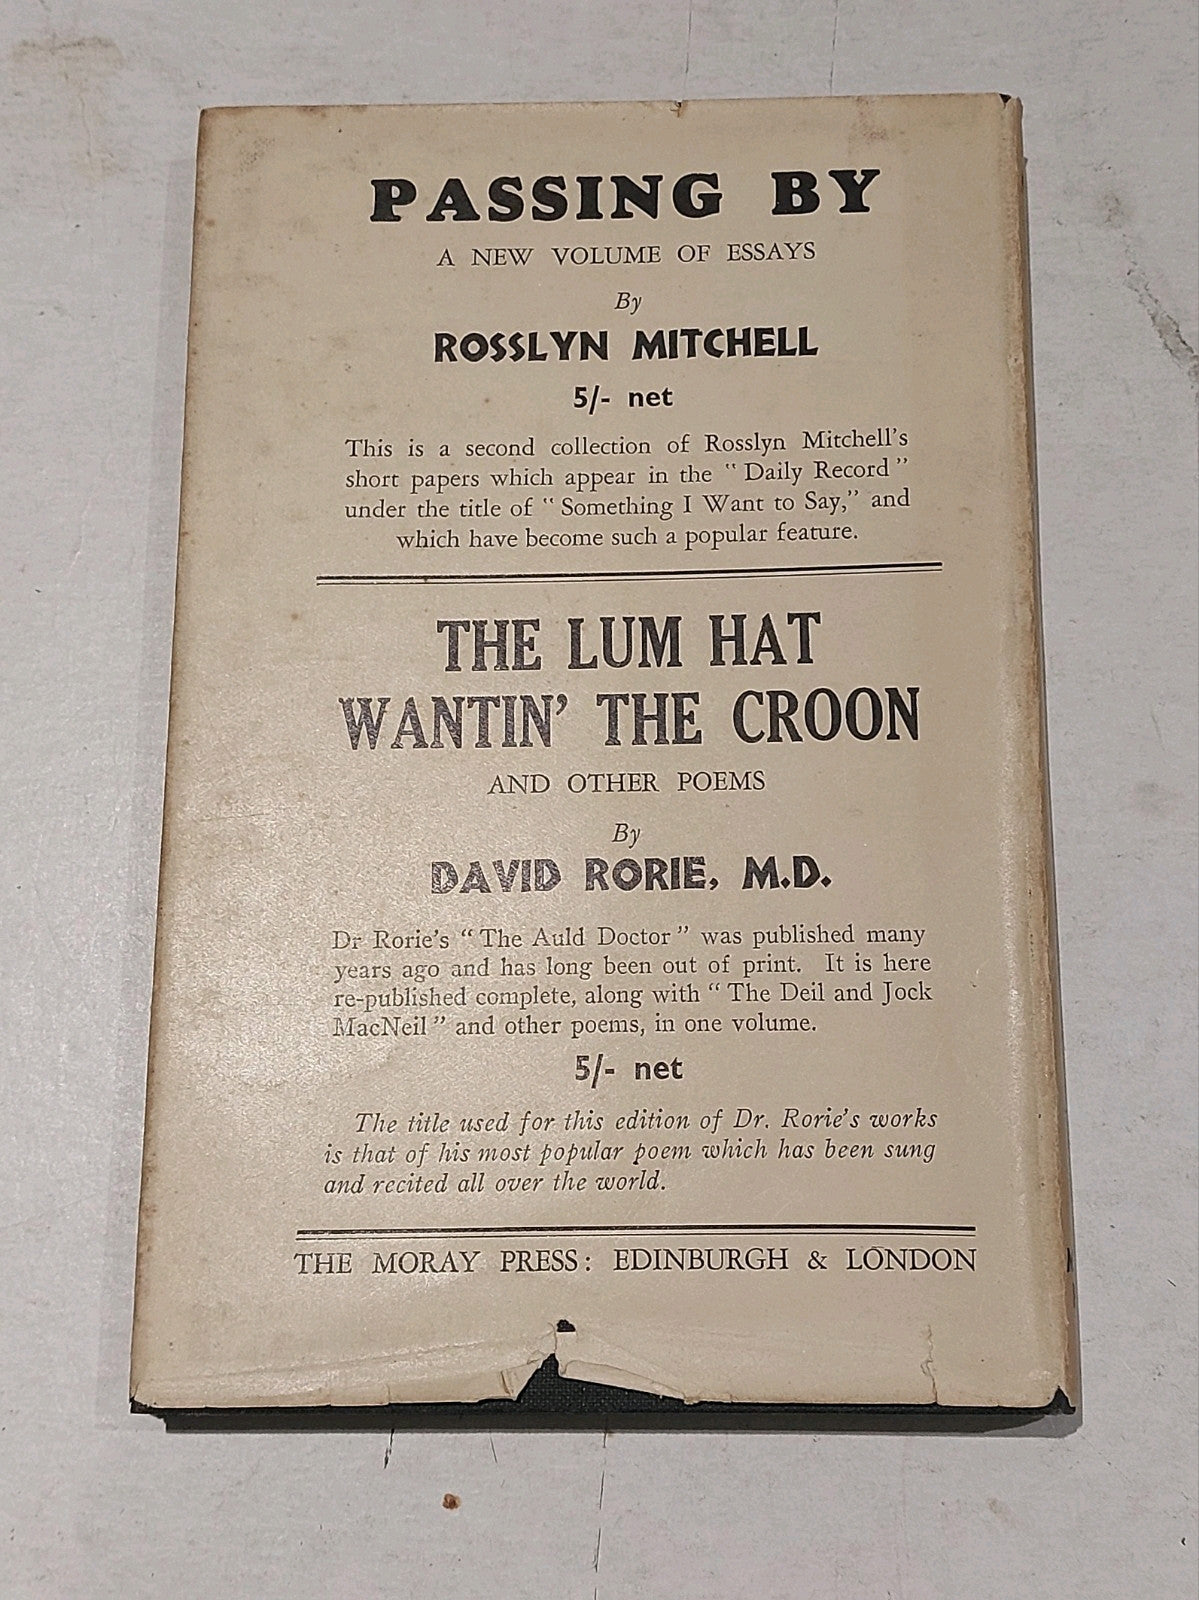 PASSING BY
A NEW VOLUME OF ESSAYS
By
ROSSLYN MITCHELL
5/- net
This is a second collection of Rosslyn Mitchell's
short papers which appear in the “Daily Record”
under the title of “Something I Want to Say,” and
which have become such a popular feature.
THE LUM HAT
WANTIN’ THE CROON
AND OTHER POEMS
By
DAVID RORIE, M.D.
Dr Rorie's “The Auld Doctor” was published many
years ago and has long been out of print. It is here
re-published complete, along with “The Deil and Jock
MacNeil” and other poems, in one volume.
5/- net
The title used for this edition of Dr. Rorie's works
is that of his most popular poem which has been sung
and recited all over the world.
THE MORAY PRESS: EDINBURGH & LONDON